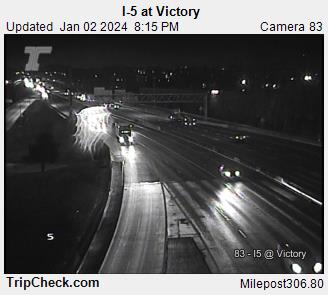 I-5 at Victory
Updated Jan 02 2024 8:15 PM Camera 83
S
83 - I5 @ Victory
TripCheck.com Milepost306.80